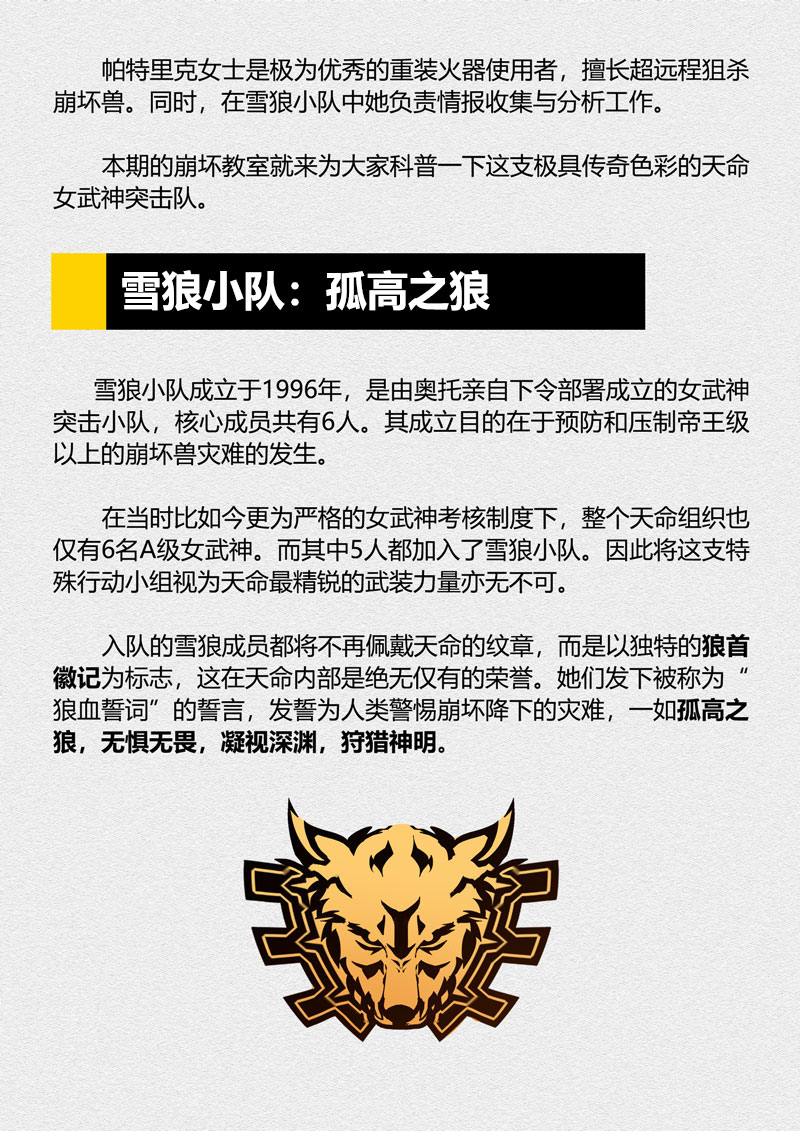 帕特里克女士是极为优秀的重装火器使用者，擅长超远程狙杀
崩坏兽。同时，在雪狼小队中她负责情报收集与分析工作。
本期的崩坏教室就来为大家科普一下这支极具传奇色彩的天命
女武神突击队。
雪狼小队：孤高之狼
雪狼小队成立于1996年，是由奥托亲自下令部署成立的女武神
突击小队，核心成员共有6人。其成立目的在于预防和压制帝王级
以上的崩坏兽灾难的发生。
在当时比如今更为严格的女武神考核制度下，整个天命组织也
仅有6名A级女武神。而其中5人都加入了雪狼小队。因此将这支特
殊行动小组视为天命最精锐的武装力量亦无不可。
入队的雪狼成员都将不再佩戴天命的纹章，而是以独特的狼首
徽记为标志，这在天命内部是绝无仅有的荣誉。她们发下被称为“
狼血誓词”的誓言，发誓为人类警惕崩坏降下的灾难，一如孤高之
狼，无惧无畏，凝视深渊，狩猎神明。